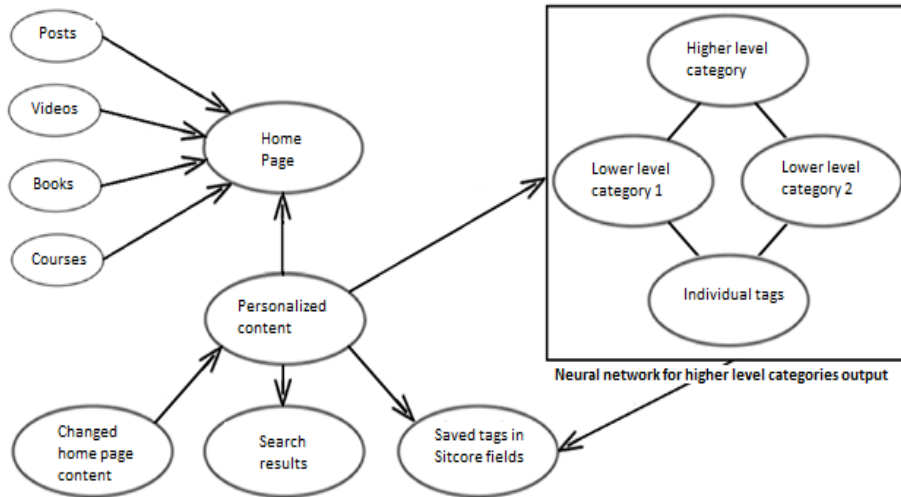 Posts
Videos
Books
Courses
Home
Page
Personalized
content
Changed
home page
content
Search
results
Saved tags in
Sitcore fields
Higher level
category
Lower level
category 1
Lower level
category 2
Individual tags
Neural network for higher level categories output